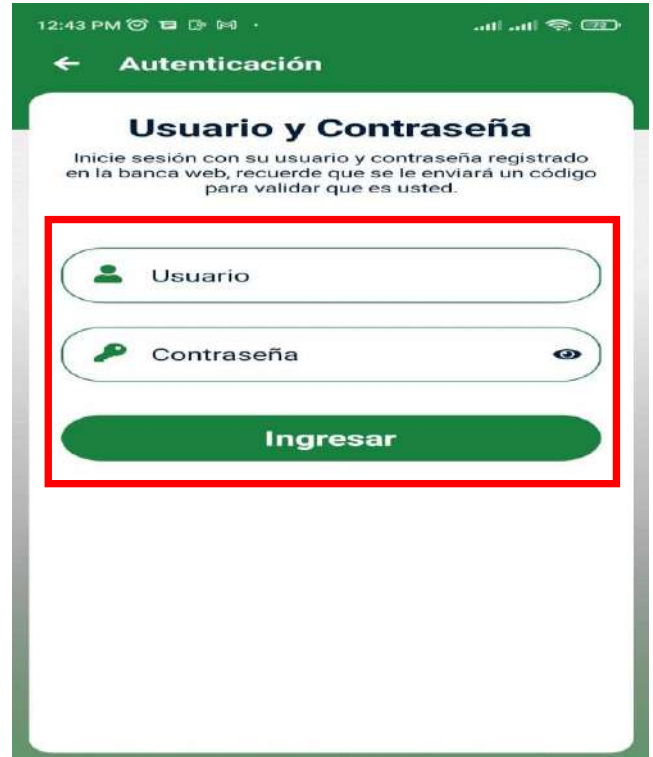 12:43 PM
72
Autenticación
Usuario y Contraseña
Inicie sesión con su usuario y contraseña registrado
en la banca web, recuerde que se le enviará un código
para validar que es usted.
Usuario
Contraseña
Ingresar